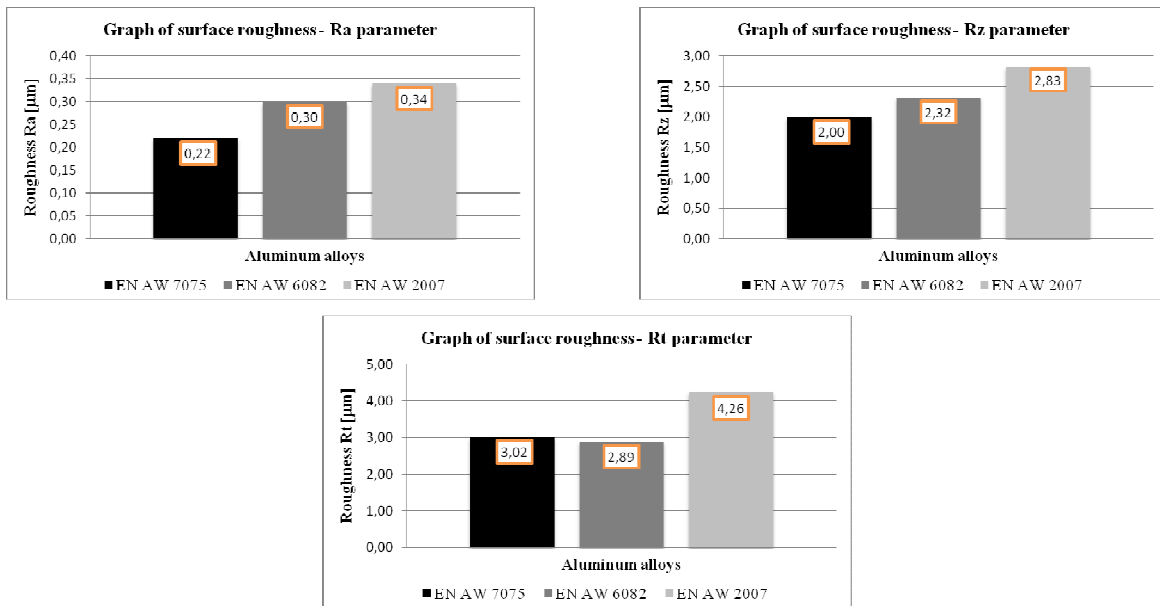 Graph of surface roughness - Ra parameter
Roughness Ra [µm]
0,40
0,35
0,30
0,25
0,20
0,15
0,10
0,05
0,00
0,22
0,30
0,34
Aluminum alloys
EN AW 7075 EN AW 6082 EN AW 2007
Graph of surface roughness - Rz parameter
Roughness Rz [µm]
3,00
2,50
2,00
1,50
1,00
0,50
0,00
2,00
2,32
2,83
Aluminum alloys
EN AW 7075 EN AW 6082 EN AW 2007
Graph of surface roughness - Rt parameter
Roughness Rt [µm]
5,00
4,00
3,00
2,00
1,00
0,00
3,02
2,89
4,26
Aluminum alloys
EN AW 7075 EN AW 6082 EN AW 2007